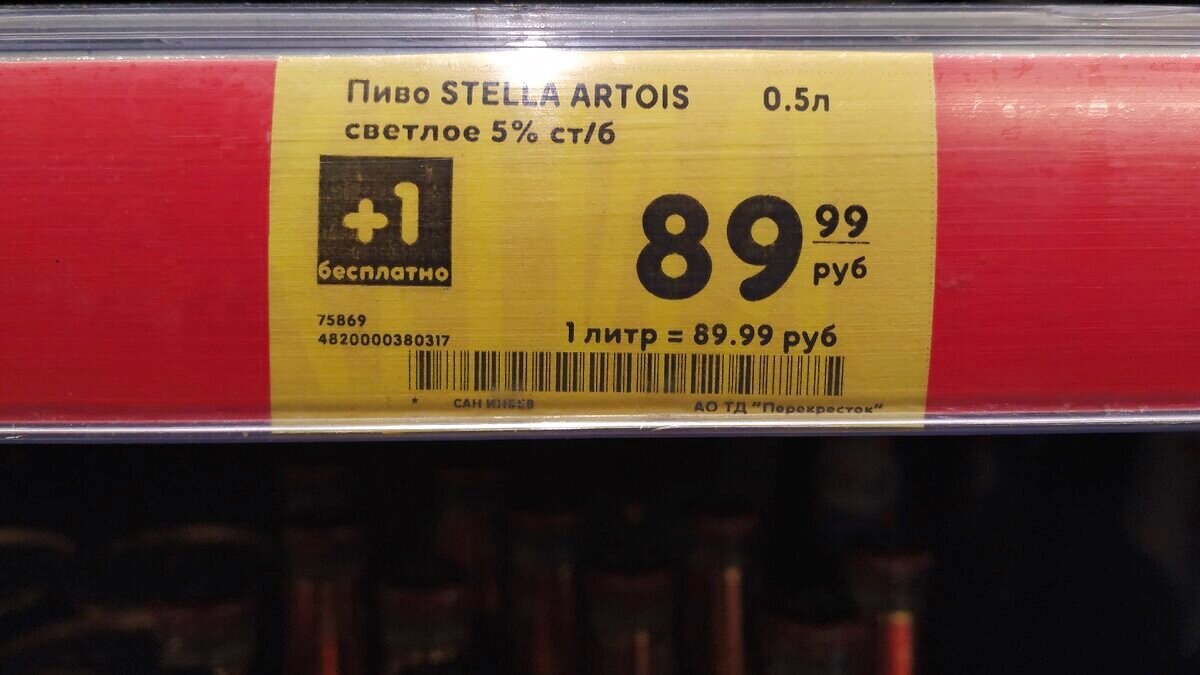 Пиво STELLA ARTOIS 0.5л
светлое 5% ст/б
+1
бесплатно
89 99
руб
75869
4820000380317
1 литр = 89.99 руб
* САН ИНБЕВ АО ТД "Перекресток"